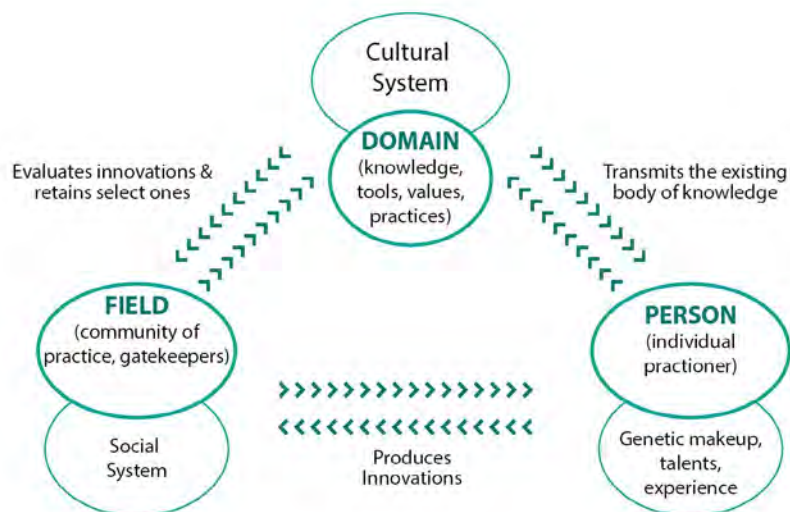 Cultural
System
DOMAIN
(knowledge,
tools, values,
practices)
Evaluates innovations &
retains select ones
Transmits the existing
body of knowledge
FIELD
(community of
practice, gatekeepers)
Social
System
PERSON
(individual
practioner)
Genetic makeup,
talents,
experience
Produces
Innovations